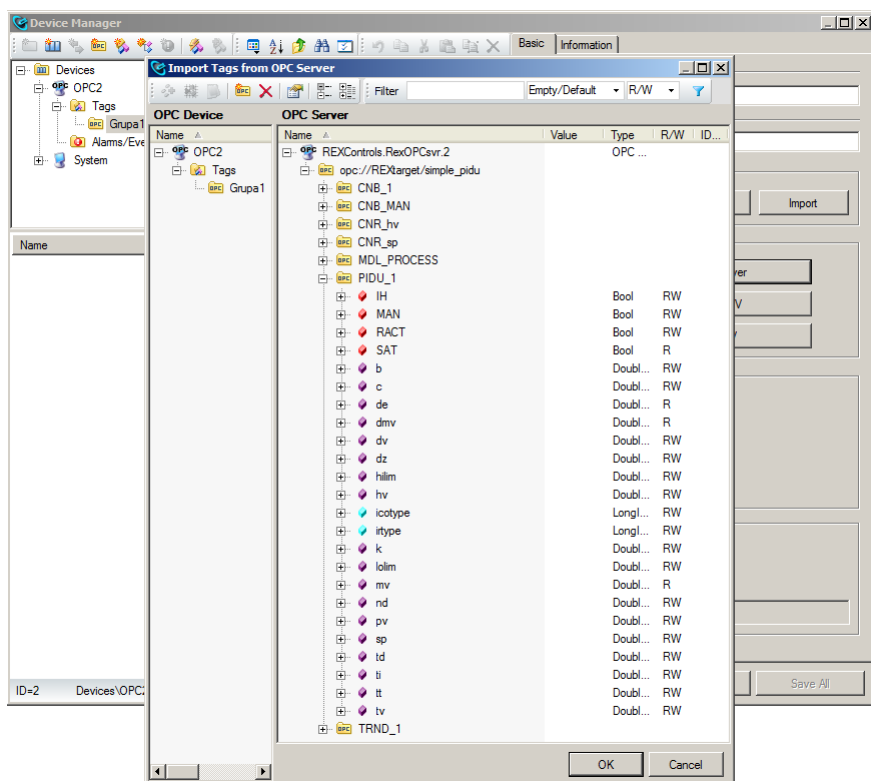 Device Manager
Basic Information
Devices
OPC2
Tags
Grupa1
Alarms/Eve
System
Name
ID=2 Devices\OPC2
Import
ver
V
Save All
Import Tags from OPC Server
Filter Empty/Default R/W
OPC Device OPC Server
Name Name Value Type R/W ID...
OPC2 REXControls.RexOPCsvr.2 OPC ...
Tags opc://REXtarget/simple_pidu
Grupa1 CNB_1
CNB_MAN
CNR_hv
CNR_sp
MDL_PROCESS
PIDU_1
IH Bool RW
MAN Bool RW
RACT Bool RW
SAT Bool R
b Doubl... RW
c Doubl... RW
de Doubl... R
dmv Doubl... R
dv Doubl... RW
dz Doubl... RW
hilim Doubl... RW
hv Doubl... RW
icotype LongI... RW
irtype LongI... RW
k Doubl... RW
lolim Doubl... RW
mv Doubl... R
nd Doubl... RW
pv Doubl... RW
sp Doubl... RW
td Doubl... RW
ti Doubl... RW
tt Doubl... RW
tv Doubl... RW
TRND_1
OK Cancel